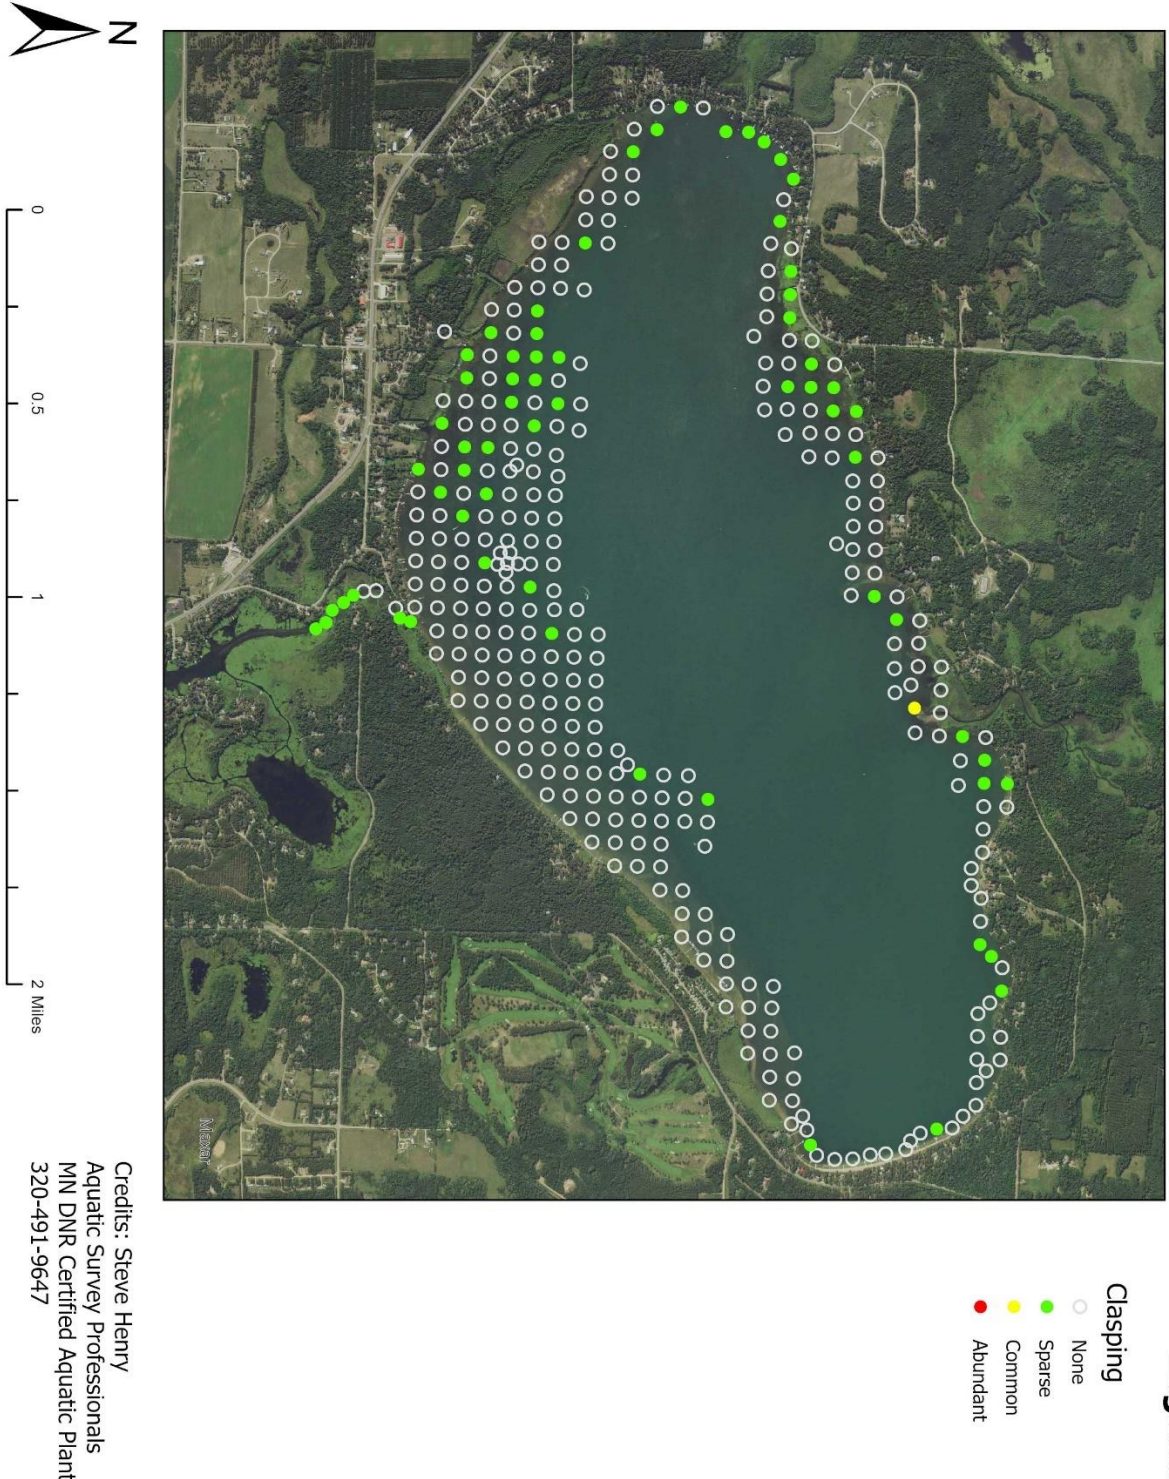 Clasping
None
Sparse
Common
Abundant
N
0
0.5
1
2 Miles
Maxar
Credits: Steve Henry
Aquatic Survey Professionals
MN DNR Certified Aquatic Plant
320-491-9647